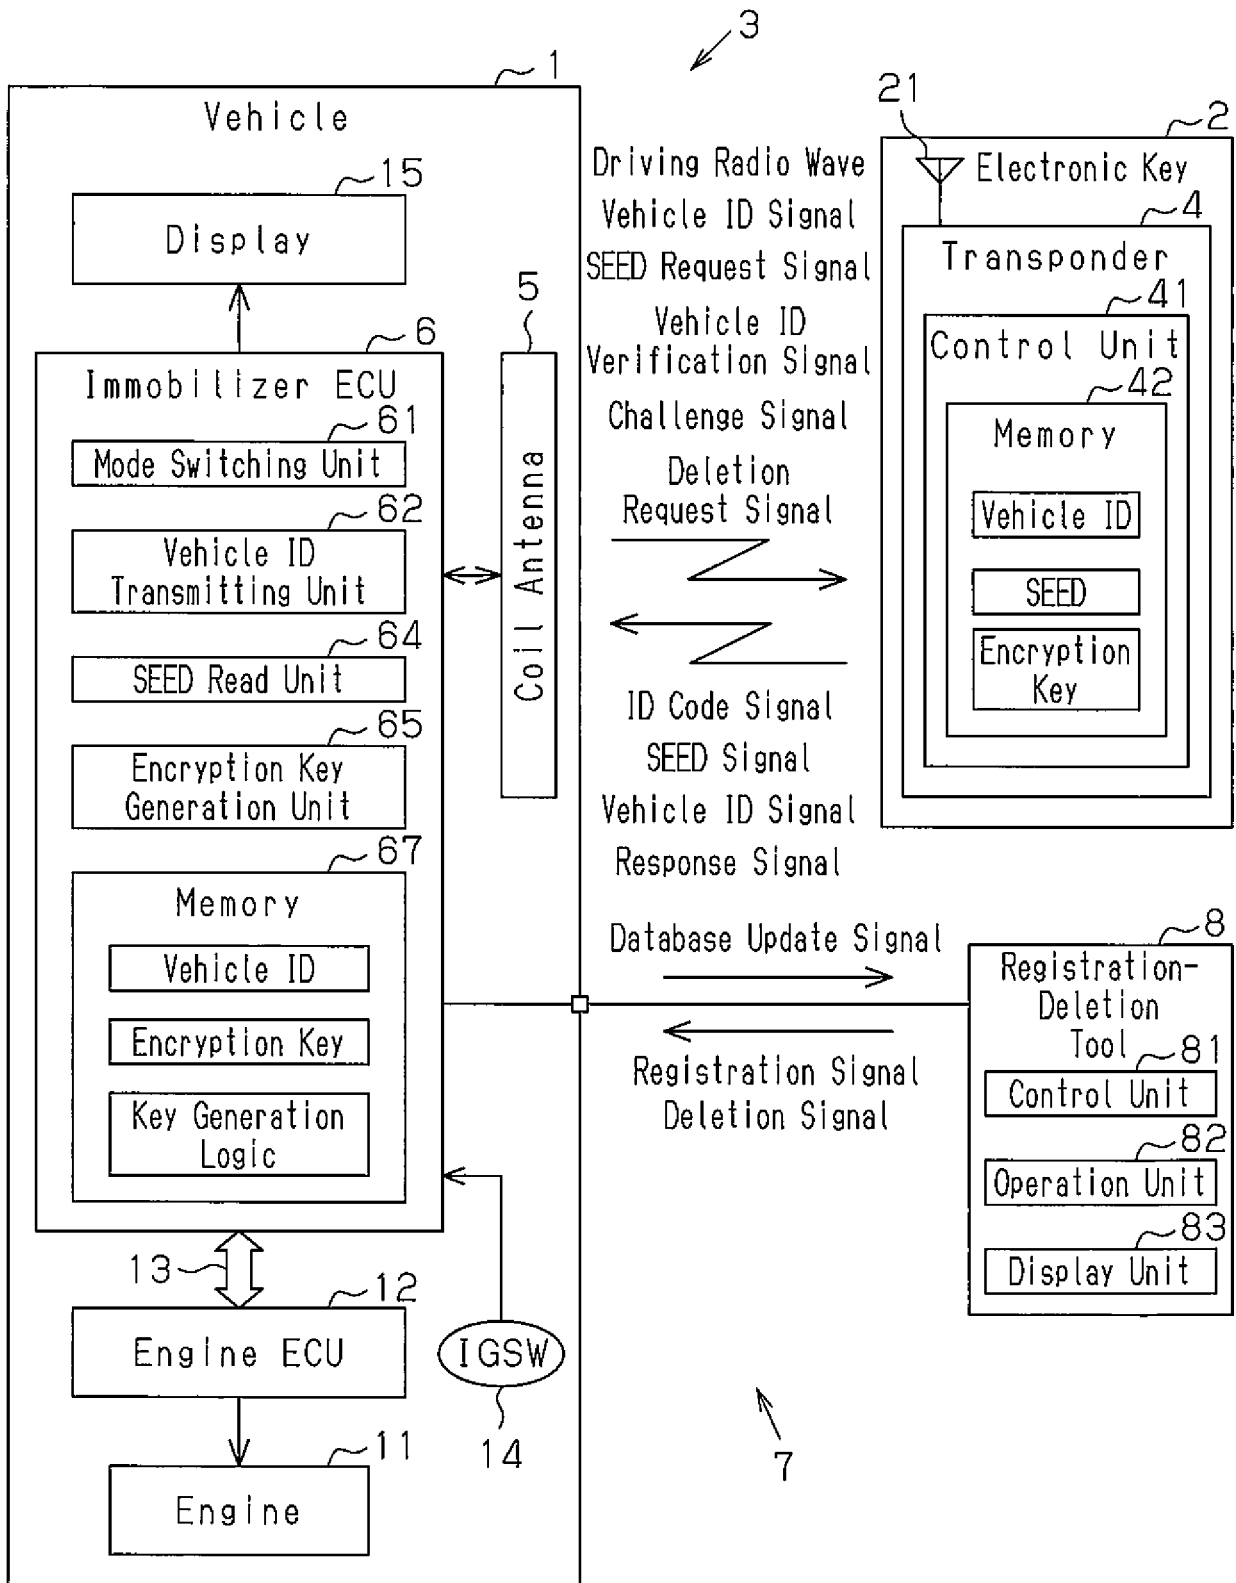 3
1
Vehicle
15
Display
6
Immobilizer ECU
61
Mode Switching Unit
62
Vehicle ID
Transmitting Unit
64
SEED Read Unit
65
Encryption Key
Generation Unit
67
Memory
Vehicle ID
Encryption Key
Key Generation
Logic
5
Coil Antenna
13
12
Engine ECU
IGSW
14
11
Engine
Driving Radio Wave
Vehicle ID Signal
SEED Request Signal
Vehicle ID
Verification Signal
Challenge Signal
Deletion
Request Signal
ID Code Signal
SEED Signal
Vehicle ID Signal
Response Signal
Database Update Signal
Registration Signal
Deletion Signal
21
2
Electronic Key
4
Transponder
41
Control Unit
42
Memory
Vehicle ID
SEED
Encryption
Key
8
Registration-
Deletion
Tool
81
Control Unit
82
Operation Unit
83
Display Unit
7